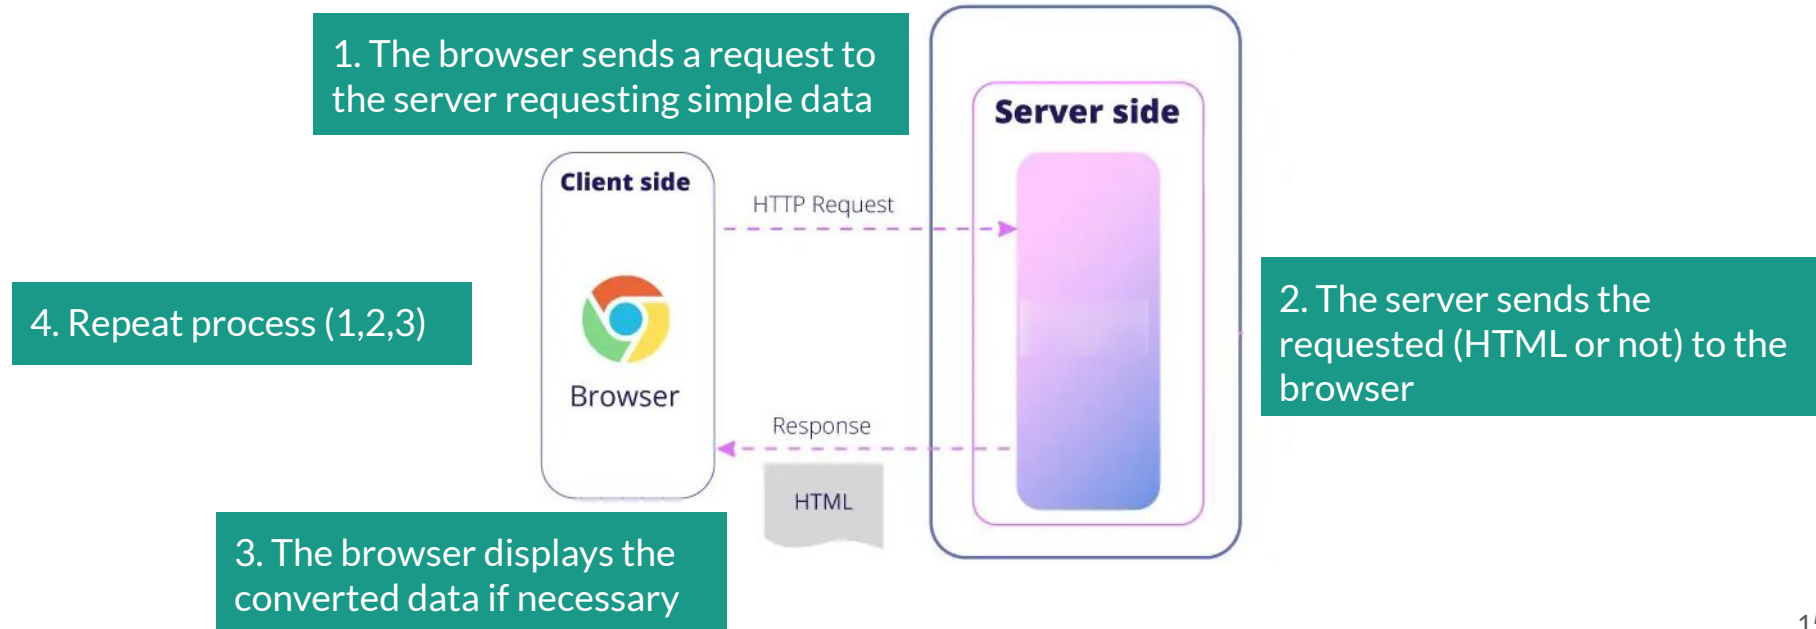 1. The browser sends a request to
the server requesting simple data
Server side
Client side
HTTP Request
2. The server sends the
requested (HTML or not) to the
browser
4. Repeat process (1,2,3)
Browser
Response
HTML
3. The browser displays the
converted data if necessary